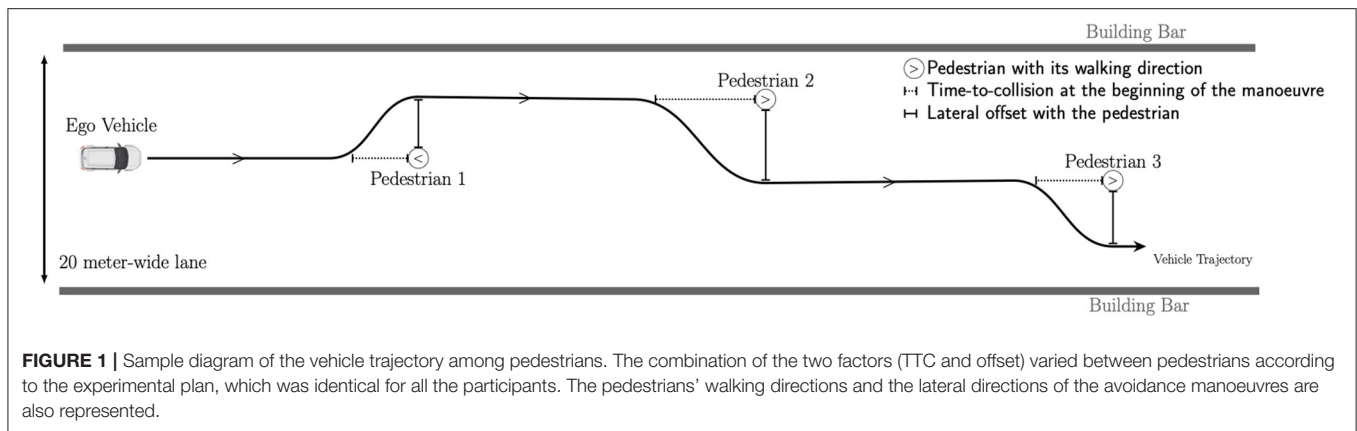 Building Bar
Pedestrian with its walking direction
Time-to-collision at the beginning of the manoeuvre
Lateral offset with the pedestrian
Pedestrian 2
Ego Vehicle
Pedestrian 1
Pedestrian 3
20 meter-wide lane
Vehicle Trajectory
Building Bar
FIGURE 1 | Sample diagram of the vehicle trajectory among pedestrians. The combination of the two factors (TTC and offset) varied between pedestrians according
to the experimental plan, which was identical for all the participants. The pedestrians’ walking directions and the lateral directions of the avoidance manoeuvres are
also represented.